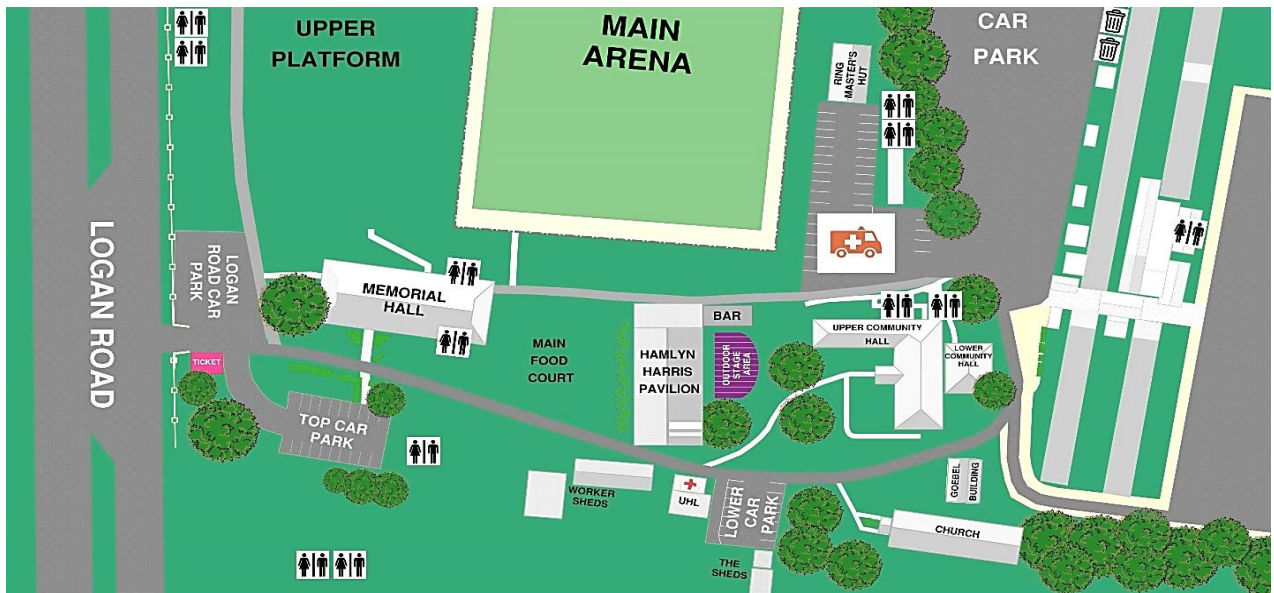 UPPER
PLATFORM
MAIN
ARENA
CAR
PARK
RING
MASTER'S
HUT
LOGAN ROAD
LOGAN
ROAD CAR
PARK
MEMORIAL
HALL
TICKET
TOP CAR
PARK
MAIN
FOOD
COURT
HAMLYN
HARRIS
PAVILION
BAR
OUTDOOR
STAGE
AREA
UPPER COMMUNITY
HALL
LOWER
COMMUNITY
HALL
WORKER
SHEDS
UHL
LOWER
CAR
PARK
THE
SHEDS
GOEBEL
BUILDING
CHURCH